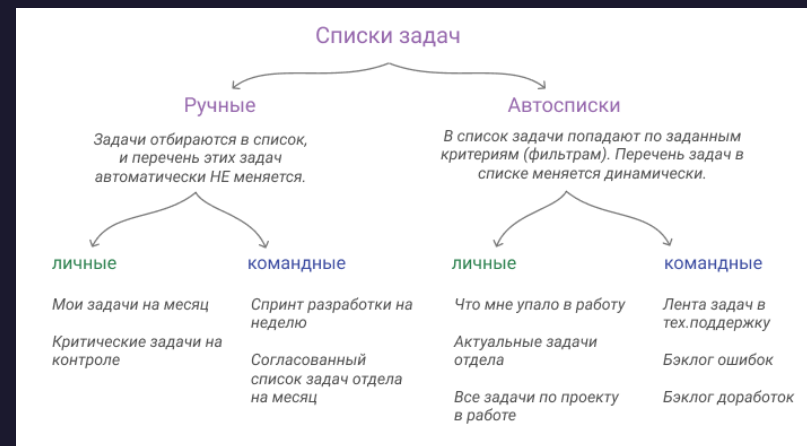 Списки задач
Ручные
Задачи отбираются в список,
и перечень этих задач
автоматически НЕ меняется.
Автосписки
В список задачи попадают по заданным
критериям (фильтрам). Перечень задач в
списке меняется динамически.
личные
Мои задачи на месяц
Критические задачи на
контроле
командные
Спринт разработки на
неделю
Согласованный
список задач отдела
на месяц
личные
Что мне упало в работу
Актуальные задачи
отдела
Все задачи по проекту
в работе
командные
Лента задач в
тех.поддержку
Бэклог ошибок
Бэклог доработок